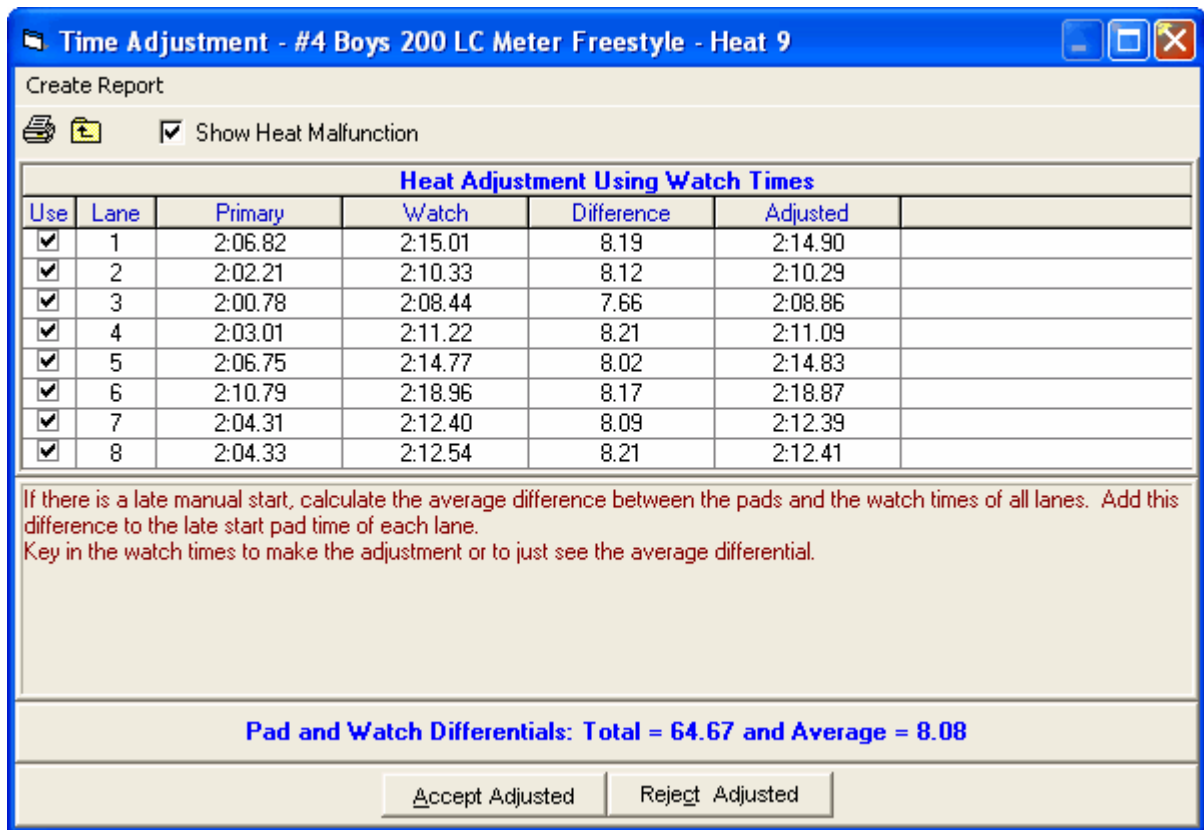 Time Adjustment - #4 Boys 200 LC Meter Freestyle - Heat 9
Create Report
Show Heat Malfunction
Heat Adjustment Using Watch Times
Use Lane Primary Watch Difference Adjusted
1 2:06.82 2:15.01 8.19 2:14.90
2 2:02.21 2:10.33 8.12 2:10.29
3 2:00.78 2:08.44 7.66 2:08.86
4 2:03.01 2:11.22 8.21 2:11.09
5 2:06.75 2:14.77 8.02 2:14.83
6 2:10.79 2:18.96 8.17 2:18.87
7 2:04.31 2:12.40 8.09 2:12.39
8 2:04.33 2:12.54 8.21 2:12.41
If there is a late manual start, calculate the average difference between the pads and the watch times of all lanes. Add this
difference to the late start pad time of each lane.
Key in the watch times to make the adjustment or to just see the average differential.
Pad and Watch Differentials: Total = 64.67 and Average = 8.08
Accept Adjusted Reject Adjusted